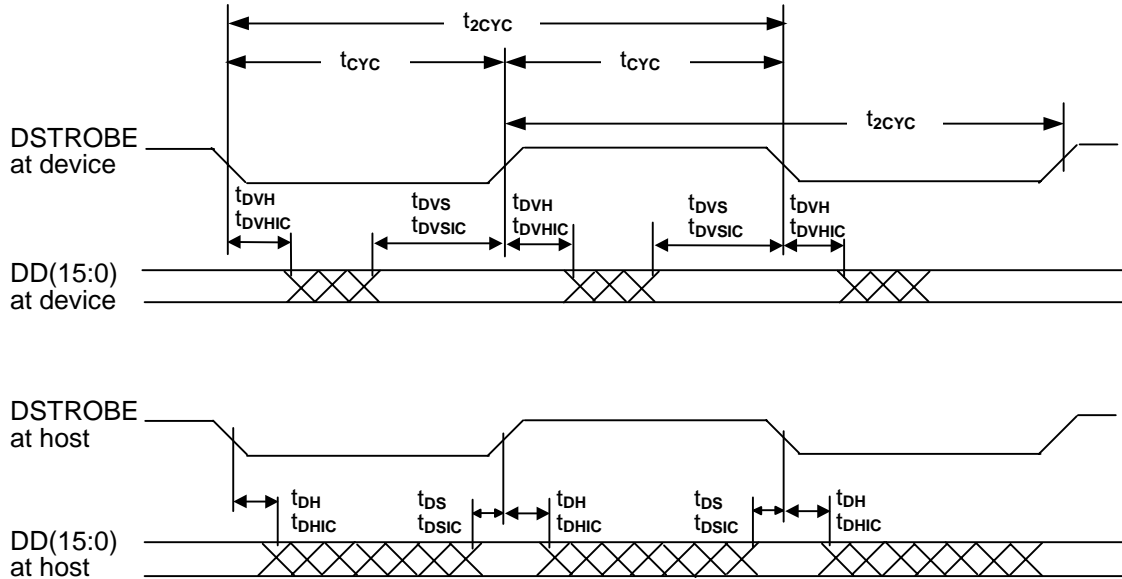 t2CYC
tCYC tCYC
t2CYC
DSTROBE
at device
tDVH tDVS tDVH tDVS tDVH
tDVHIC tDVSIC tDVHIC tDVSIC tDVHIC
DD(15:0)
at device
DSTROBE
at host
tDH tDS tDH tDS tDH
tDHIC tDSIC tDHIC tDSIC tDHIC
DD(15:0)
at host